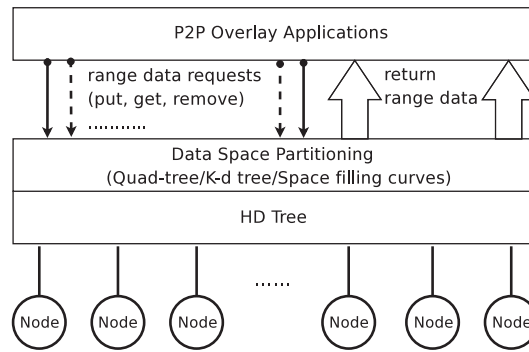 P2P Overlay Applications
range data requests
(put, get, remove)
..........
return
range data
Data Space Partitioning
(Quad-tree/K-d tree/Space filling curves)
HD Tree
......
Node Node Node Node Node Node